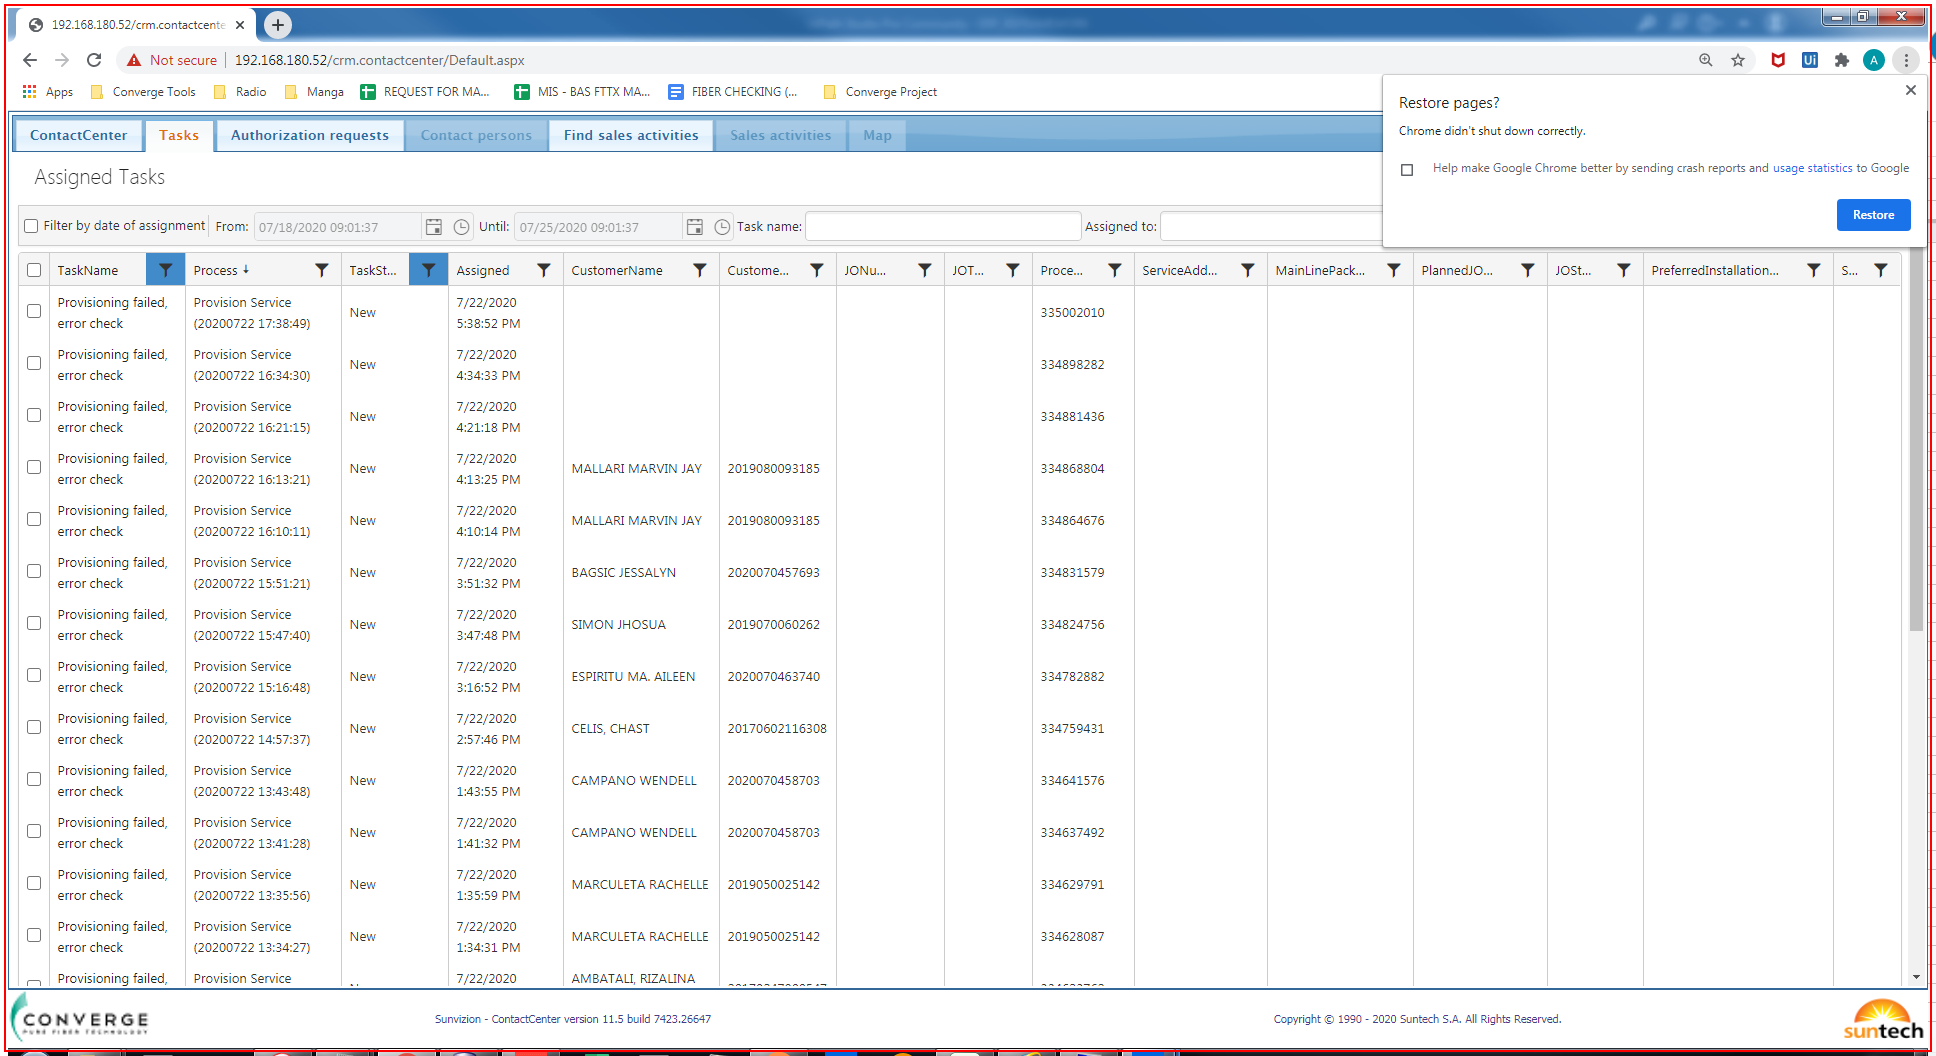 192.168.180.52/crm.contactcente
Not secure 192.168.180.52/crm.contactcenter/Default.aspx
Ui A
Apps Converge Tools Radio Manga REQUEST FOR MA... MIS - BAS FTTX MA... FIBER CHECKING (... Converge Project
Restore pages?
Chrome didn't shut down correctly.
Help make Google Chrome better by sending crash reports and usage statistics to Google
Restore
ContactCenter Tasks Authorization requests Contact persons Find sales activities Sales activities Map
Assigned Tasks
Filter by date of assignment From: 07/18/2020 09:01:37 Until: 07/25/2020 09:01:37 Task name: Assigned to:
TaskName Process TaskSt... Assigned CustomerName Custome... JONu... JOT... Proce... ServiceAdd... MainLinePack... PlannedJO... JOSt... PreferredInstallation... S...
Provisioning failed, Provision Service 7/22/2020
error check (20200722 17:38:49) New 5:38:52 PM 335002010
Provisioning failed, Provision Service 7/22/2020
error check (20200722 16:34:30) New 4:34:33 PM 334898282
Provisioning failed, Provision Service 7/22/2020
error check (20200722 16:21:15) New 4:21:18 PM 334881436
Provisioning failed, Provision Service 7/22/2020
error check (20200722 16:13:21) New 4:13:25 PM MALLARI MARVIN JAY 2019080093185 334868804
Provisioning failed, Provision Service 7/22/2020
error check (20200722 16:10:11) New 4:10:14 PM MALLARI MARVIN JAY 2019080093185 334864676
Provisioning failed, Provision Service 7/22/2020
error check (20200722 15:51:21) New 3:51:32 PM BAGSIC JESSALYN 2020070457693 334831579
Provisioning failed, Provision Service 7/22/2020
error check (20200722 15:47:40) New 3:47:48 PM SIMON JHOSUA 2019070060262 334824756
Provisioning failed, Provision Service 7/22/2020
error check (20200722 15:16:48) New 3:16:52 PM ESPIRITU MA. AILEEN 2020070463740 334782882
Provisioning failed, Provision Service 7/22/2020
error check (20200722 14:57:37) New 2:57:46 PM CELIS, CHAST 20170602116308 334759431
Provisioning failed, Provision Service 7/22/2020
error check (20200722 13:43:48) New 1:43:55 PM CAMPANO WENDELL 2020070458703 334641576
Provisioning failed, Provision Service 7/22/2020
error check (20200722 13:41:28) New 1:41:32 PM CAMPANO WENDELL 2020070458703 334637492
Provisioning failed, Provision Service 7/22/2020
error check (20200722 13:35:56) New 1:35:59 PM MARCULETA RACHELLE 2019050025142 334629791
Provisioning failed, Provision Service 7/22/2020
error check (20200722 13:34:27) New 1:34:31 PM MARCULETA RACHELLE 2019050025142 334628087
Provisioning failed, Provision Service 7/22/2020 AMBATALI, RIZALINA
CONVERGE
PURE FIBER TECHNOLOGY
Sunvizion - ContactCenter version 11.5 build 7423.26647
Copyright © 1990 - 2020 Suntech S.A. All Rights Reserved.
suntech